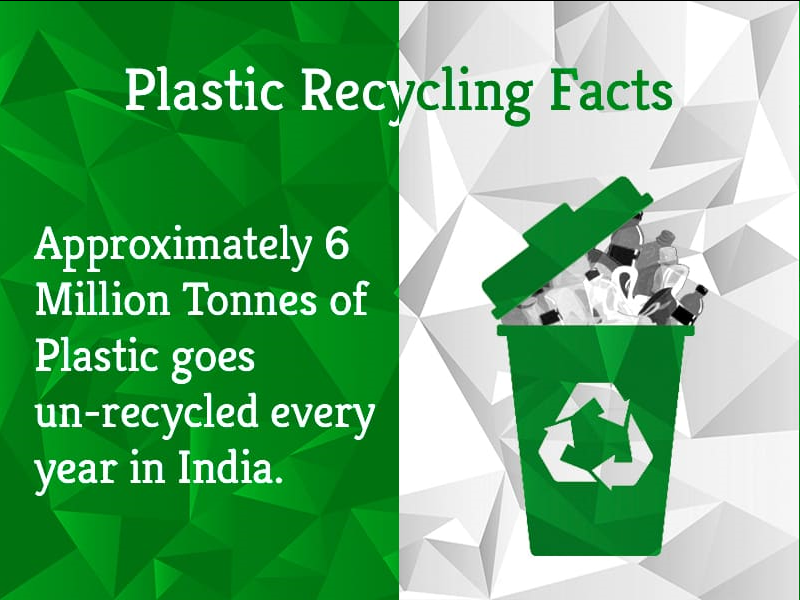 Plastic Recycling Facts
Approximately 6
Million Tonnes of
Plastic goes
un-recycled every
year in India.